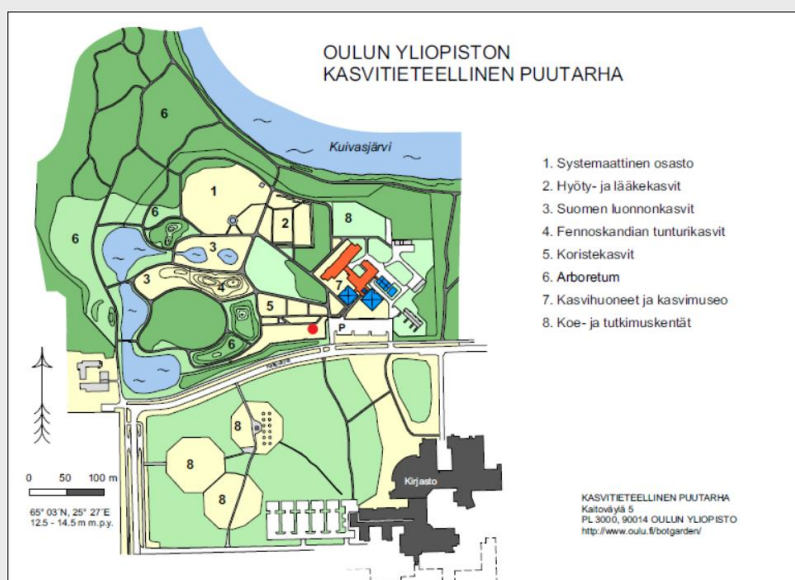 OULUN YLIOPISTON
KASVITIETEELLINEN PUUTARHA
Kuivasjärvi
1. Systemaattinen osasto
2. Hyöty- ja lääkekasvit
3. Suomen luonnonkasvit
4. Fennoskandian tunturikasvit
5. Koristekasvit
6. Arboretum
7. Kasvihuoneet ja kasvimuseo
8. Koe- ja tutkimuskentät
6
1
2
8
6
6
3
3
4
7
5
P
6
8
8
8
Kirjasto
0 50 100 m
65° 03´N, 25° 27´E
12.5 - 14.5 m m.p.y.
KASVITIETEELLINEN PUUTARHA
Kaitoväylä 5
PL 3000, 90014 OULUN YLIOPISTO
http://www.oulu.fi/botgarden/